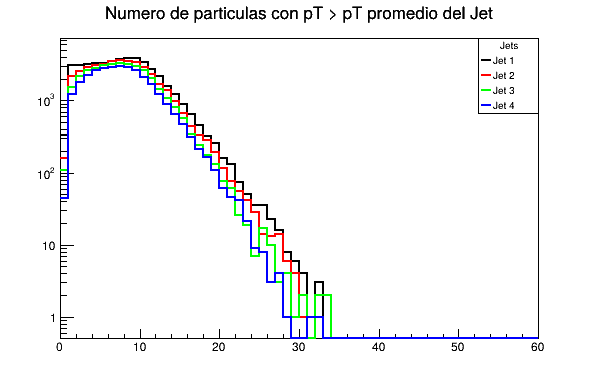 Numero de particulas con pT > pT promedio del Jet
Jets
Jet 1
Jet 2
Jet 3
Jet 4
10³
10²
10
1
0 10 20 30 40 50 60